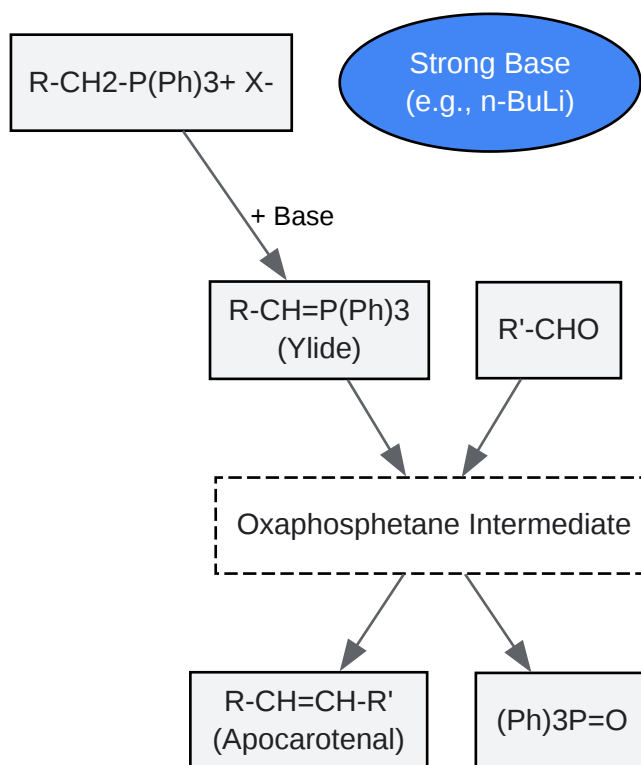 R-CH2-P(Ph)3+ X-
Strong Base
(e.g., n-BuLi)
+ Base
R-CH=P(Ph)3
(Ylide)
R'-CHO
Oxaphosphetane Intermediate
R-CH=CH-R'
(Apocarotenal)
(Ph)3P=O